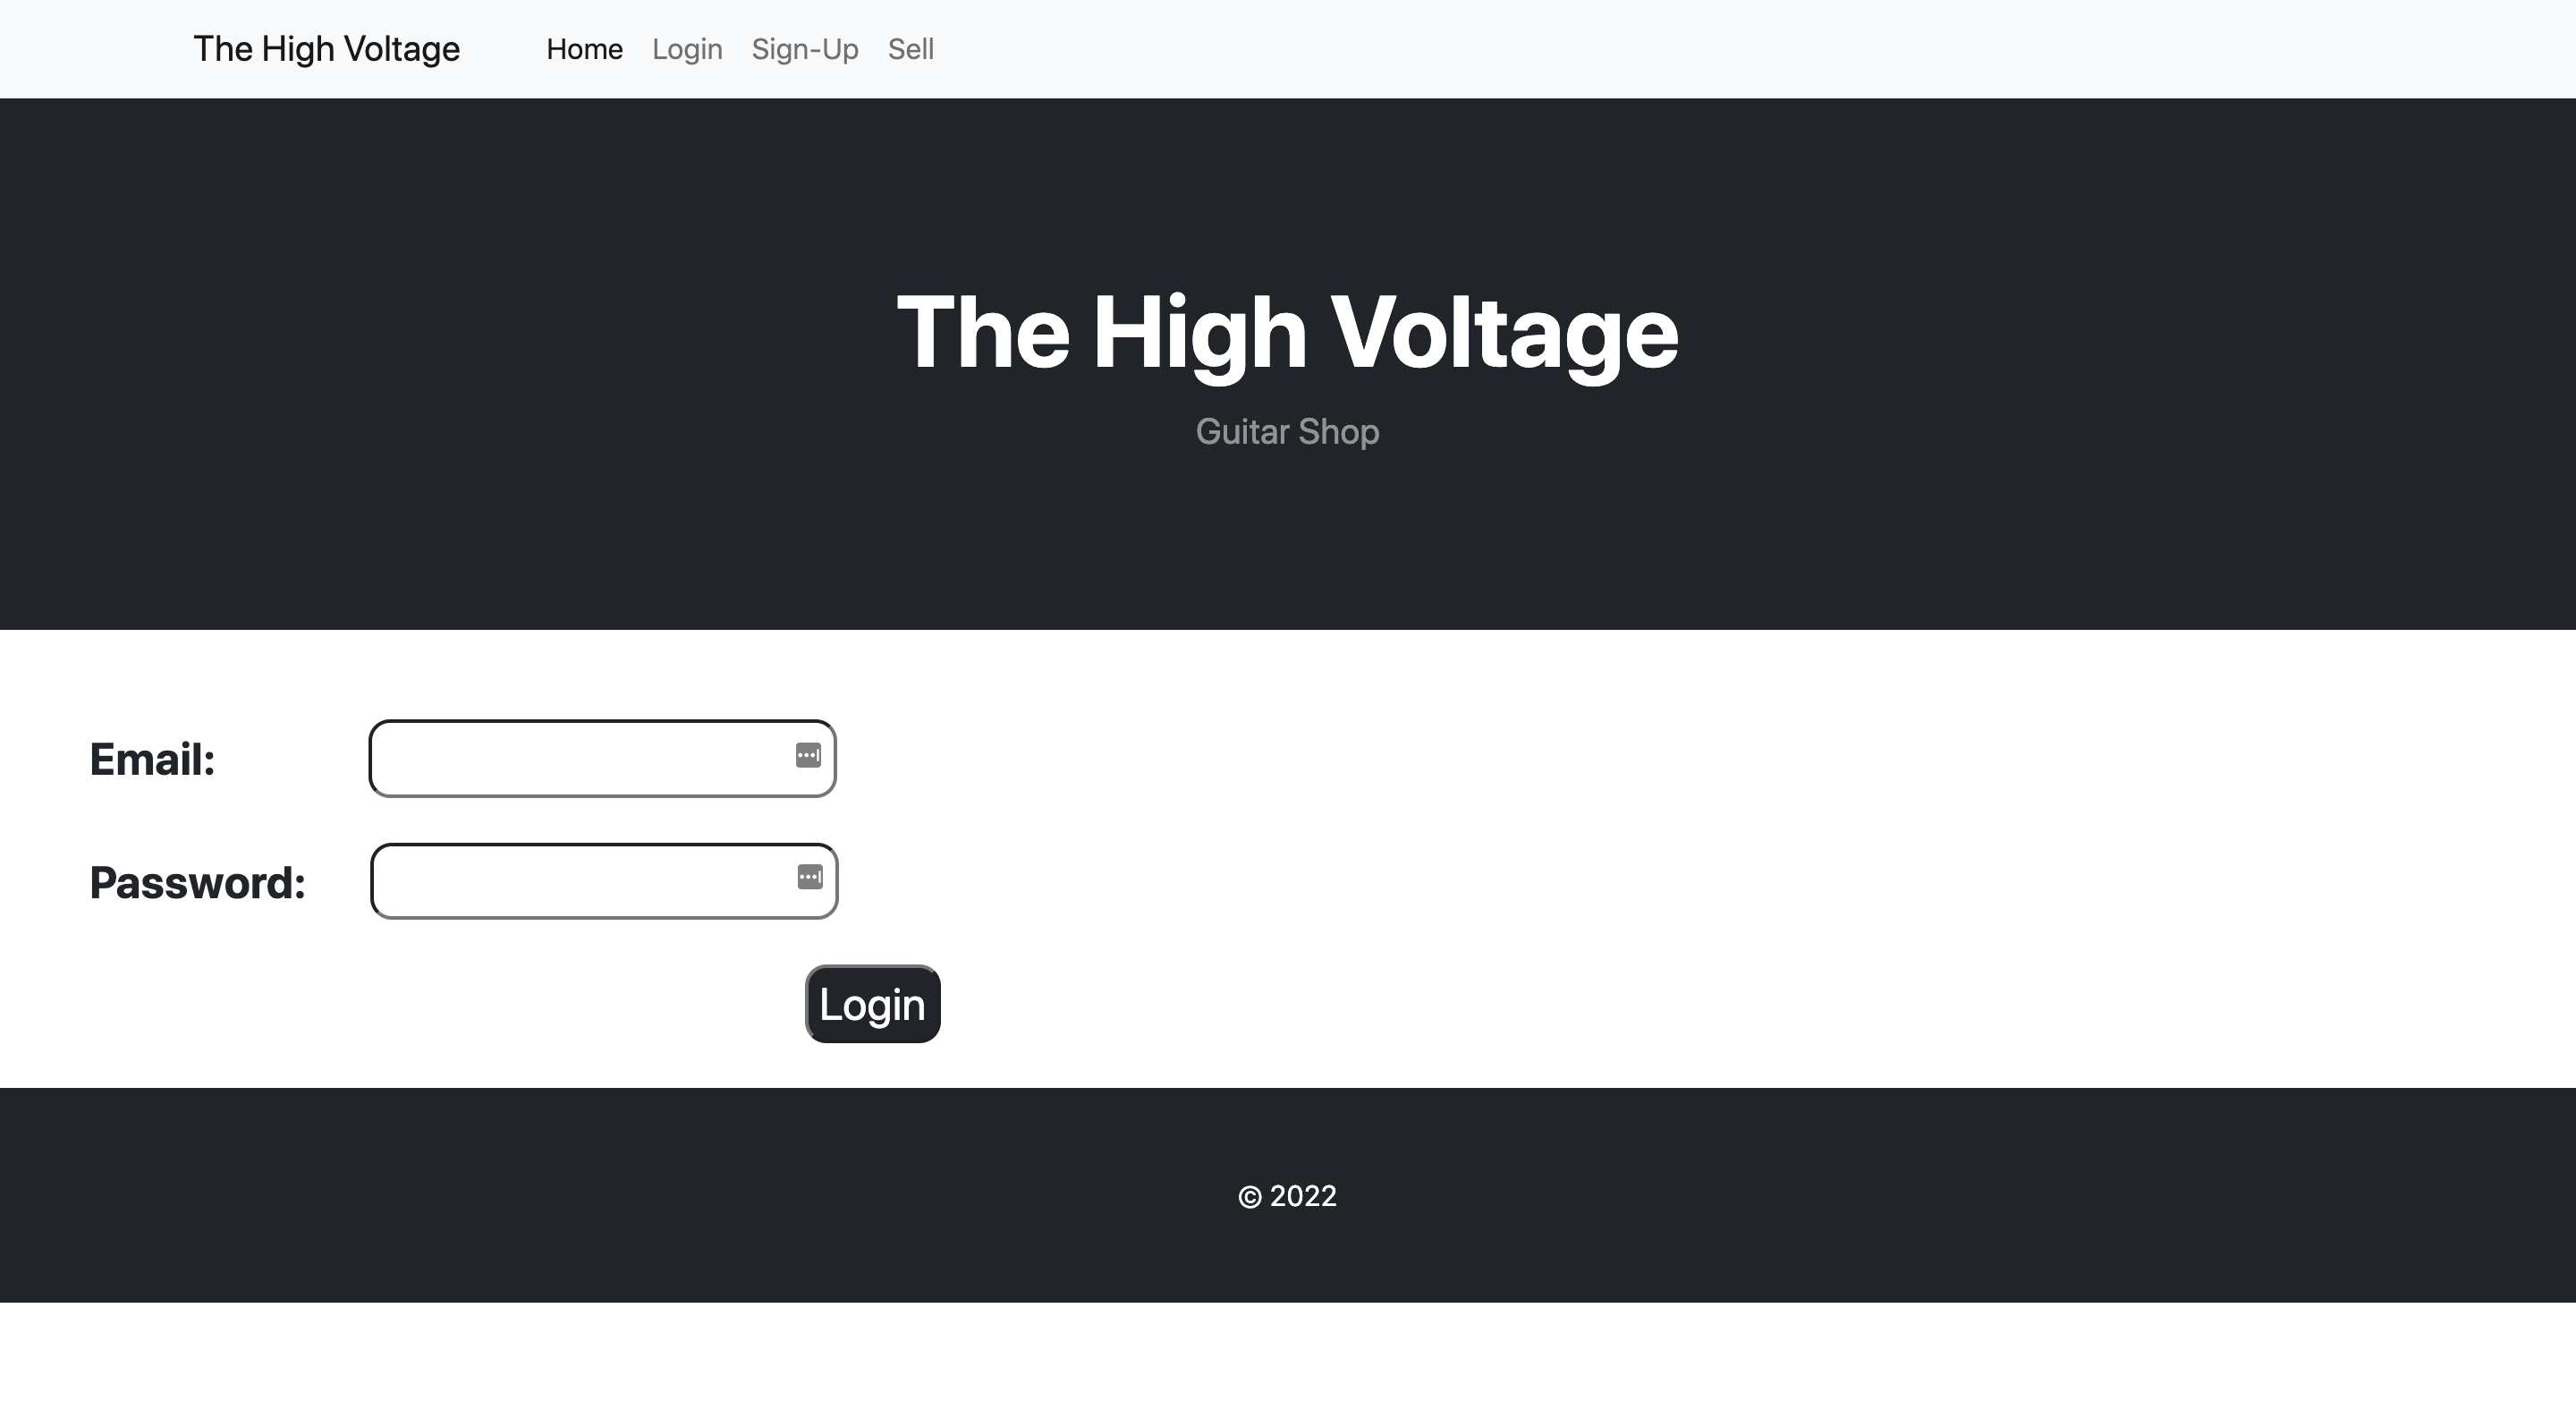 The High Voltage Home Login Sign-Up Sell
The High Voltage
Guitar Shop
Email:
Password:
Login
© 2022